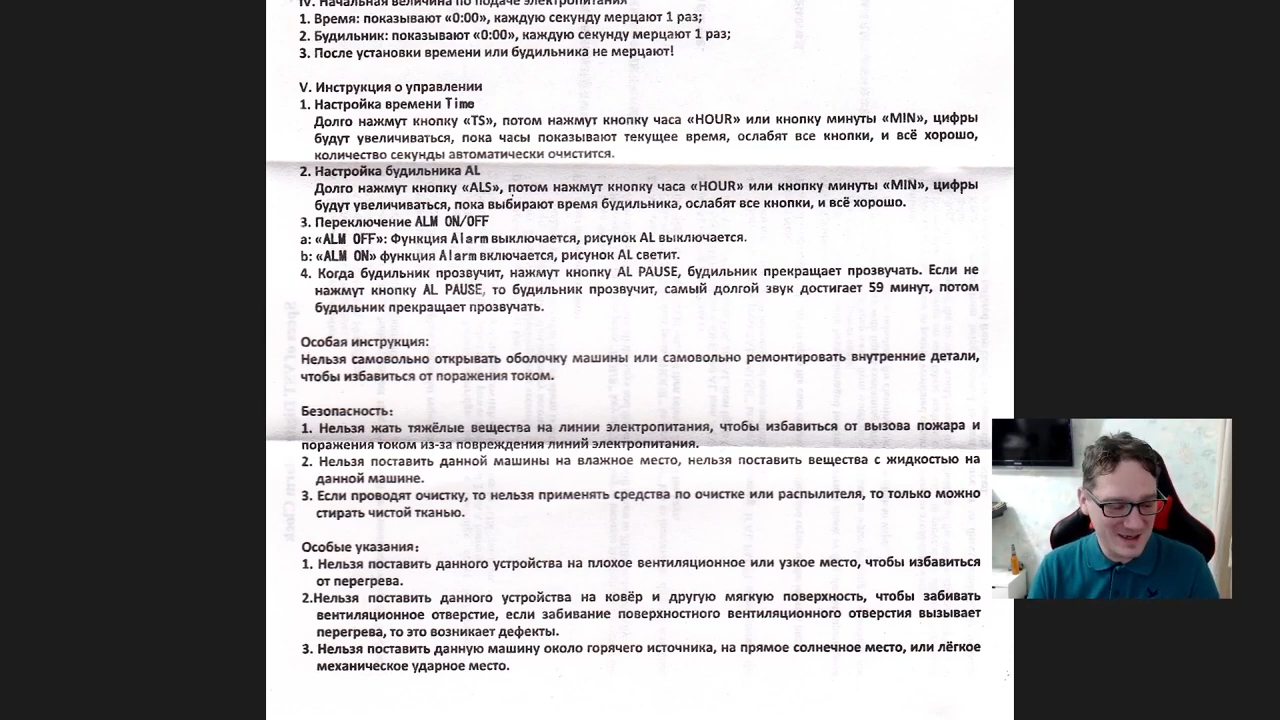 IV. Начальная величина по подаче электропитания
1. Время: показывают «0:00», каждую секунду мерцают 1 раз;
2. Будильник: показывают «0:00», каждую секунду мерцают 1 раз;
3. После установки времени или будильника не мерцают!
V. Инструкция о управлении
1. Настройка времени Time
Долго нажмут кнопку «TS», потом нажмут кнопку часа «HOUR» или кнопку минуты «MIN», цифры
будут увеличиваться, пока часы показывают текущее время, ослабят все кнопки, и всё хорошо,
количество секунды автоматически очистится.
2. Настройка будильника AL
Долго нажмут кнопку «ALS», потом нажмут кнопку часа «HOUR» или кнопку минуты «MIN», цифры
будут увеличиваться, пока выбирают время будильника, ослабят все кнопки, и всё хорошо.
3. Переключение ALM ON/OFF
a: «ALM OFF»: Функция Alarm выключается, рисунок AL выключается.
b: «ALM ON» функция Alarm включается, рисунок AL светит.
4. Когда будильник прозвучит, нажмут кнопку AL PAUSE, будильник прекращает прозвучать. Если не
нажмут кнопку AL PAUSE, то будильник прозвучит, самый долгой звук достигает 59 минут, потом
будильник прекращает прозвучать.
Особая инструкция:
Нельзя самовольно открывать оболочку машины или самовольно ремонтировать внутренние детали,
чтобы избавиться от поражения током.
Безопасность:
1. Нельзя жать тяжёлые вещества на линии электропитания, чтобы избавиться от вызова пожара и
поражения током из-за повреждения линий электропитания.
2. Нельзя поставить данной машины на влажное место, нельзя поставить вещества с жидкостью на
данной машине.
3. Если проводят очистку, то нельзя применять средства по очистке или распылителя, то только можно
стирать чистой тканью.
Особые указания:
1. Нельзя поставить данного устройства на плохое вентиляционное или узкое место, чтобы избавиться
от перегрева.
2.Нельзя поставить данного устройства на ковёр и другую мягкую поверхность, чтобы забивать
вентиляционное отверстие, если забивание поверхностного вентиляционного отверстия вызывает
перегрева, то это возникает дефекты.
3. Нельзя поставить данную машину около горячего источника, на прямое солнечное место, или лёгкое
механическое ударное место.